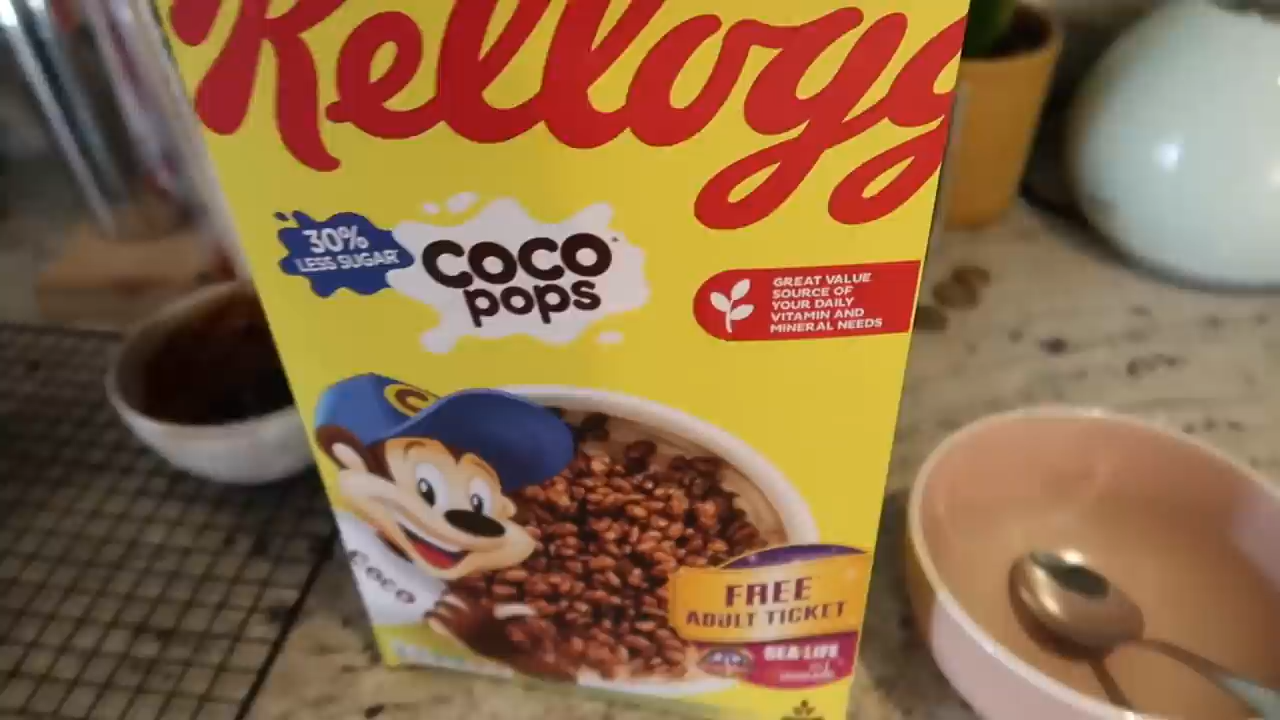 Kellogg
30%
LESS SUGAR
coco
pops
GREAT VALUE
SOURCE OF
YOUR DAILY
VITAMIN AND
MINERAL NEEDS
C
COCO
FREE
ADULT TICKET
SEA LIFE